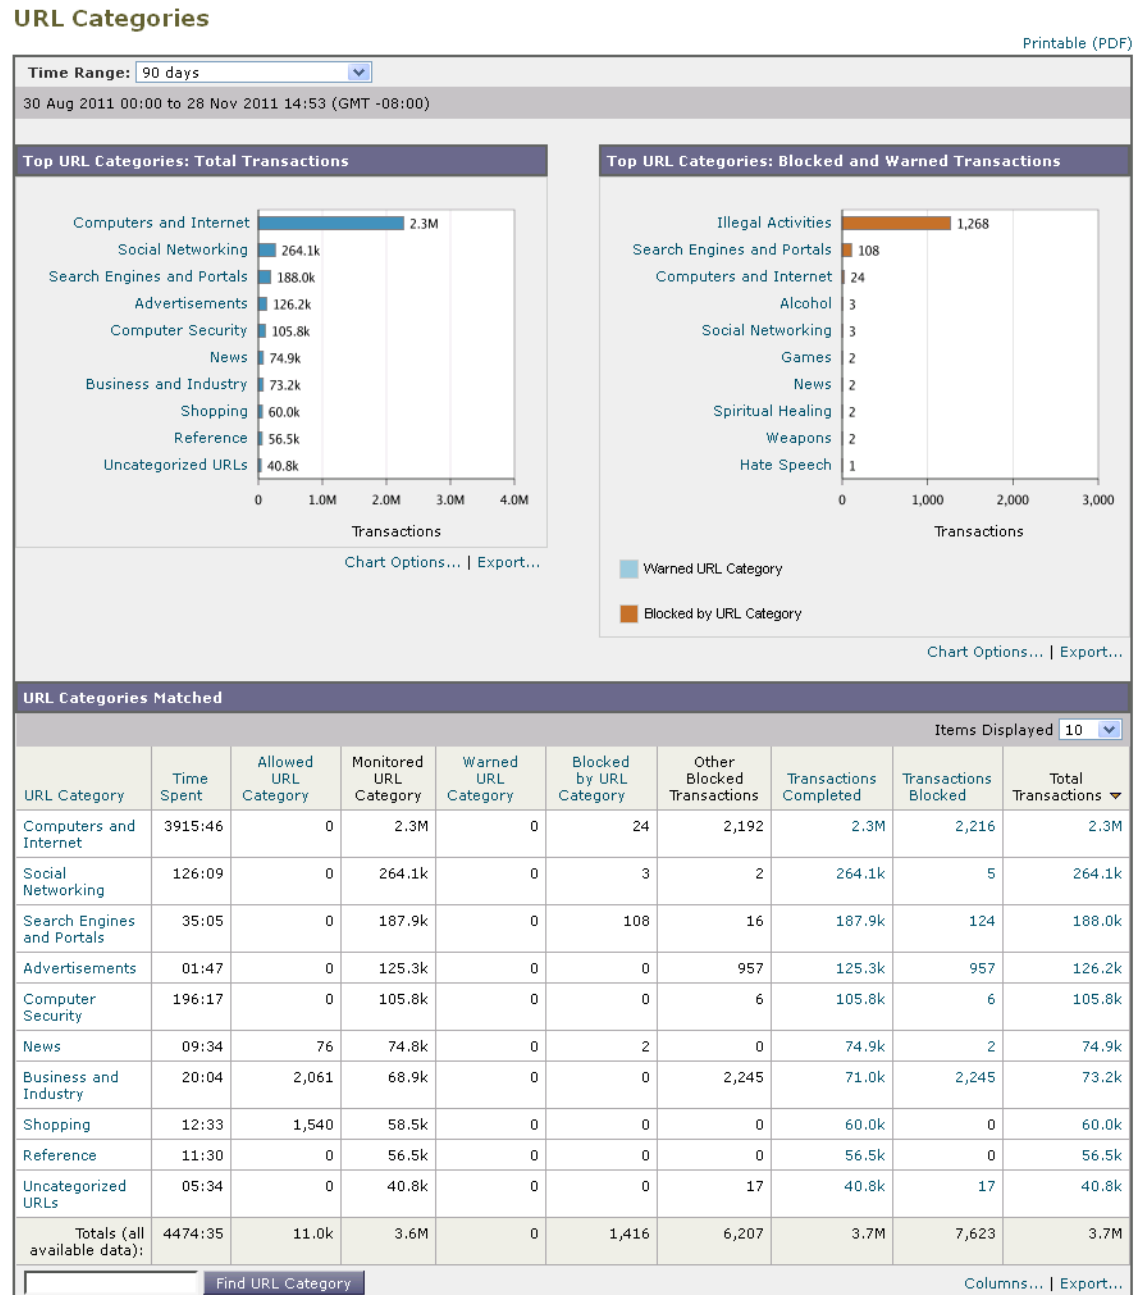 URL Categories
Printable (PDF)
Time Range: 90 days
30 Aug 2011 00:00 to 28 Nov 2011 14:53 (GMT -08:00)
Top URL Categories: Total Transactions
Computers and Internet 2.3M
Social Networking 264.1k
Search Engines and Portals 188.0k
Advertisements 126.2k
Computer Security 105.8k
News 74.9k
Business and Industry 73.2k
Shopping 60.0k
Reference 56.5k
Uncategorized URLs 40.8k
0 1.0M 2.0M 3.0M 4.0M
Transactions
Chart Options... | Export...
Top URL Categories: Blocked and Warned Transactions
Illegal Activities 1,268
Search Engines and Portals 108
Computers and Internet 24
Alcohol 3
Social Networking 3
Games 2
News 2
Spiritual Healing 2
Weapons 2
Hate Speech 1
0 1,000 2,000 3,000
Transactions
Warned URL Category
Blocked by URL Category
Chart Options... | Export...
URL Categories Matched
Items Displayed 10
URL Category Time Spent Allowed URL Category Monitored URL Category Warned URL Category Blocked by URL Category Other Blocked Transactions Transactions Completed Transactions Blocked Total Transactions
Computers and Internet 3915:46 0 2.3M 0 24 2,192 2.3M 2,216 2.3M
Social Networking 126:09 0 264.1k 0 3 2 264.1k 5 264.1k
Search Engines and Portals 35:05 0 187.9k 0 108 16 187.9k 124 188.0k
Advertisements 01:47 0 125.3k 0 0 957 125.3k 957 126.2k
Computer Security 196:17 0 105.8k 0 0 6 105.8k 6 105.8k
News 09:34 76 74.8k 0 2 0 74.9k 2 74.9k
Business and Industry 20:04 2,061 68.9k 0 0 2,245 71.0k 2,245 73.2k
Shopping 12:33 1,540 58.5k 0 0 0 60.0k 0 60.0k
Reference 11:30 0 56.5k 0 0 0 56.5k 0 56.5k
Uncategorized URLs 05:34 0 40.8k 0 0 17 40.8k 17 40.8k
Totals (all available data): 4474:35 11.0k 3.6M 0 1,416 6,207 3.7M 7,623 3.7M
Find URL Category
Columns... | Export...